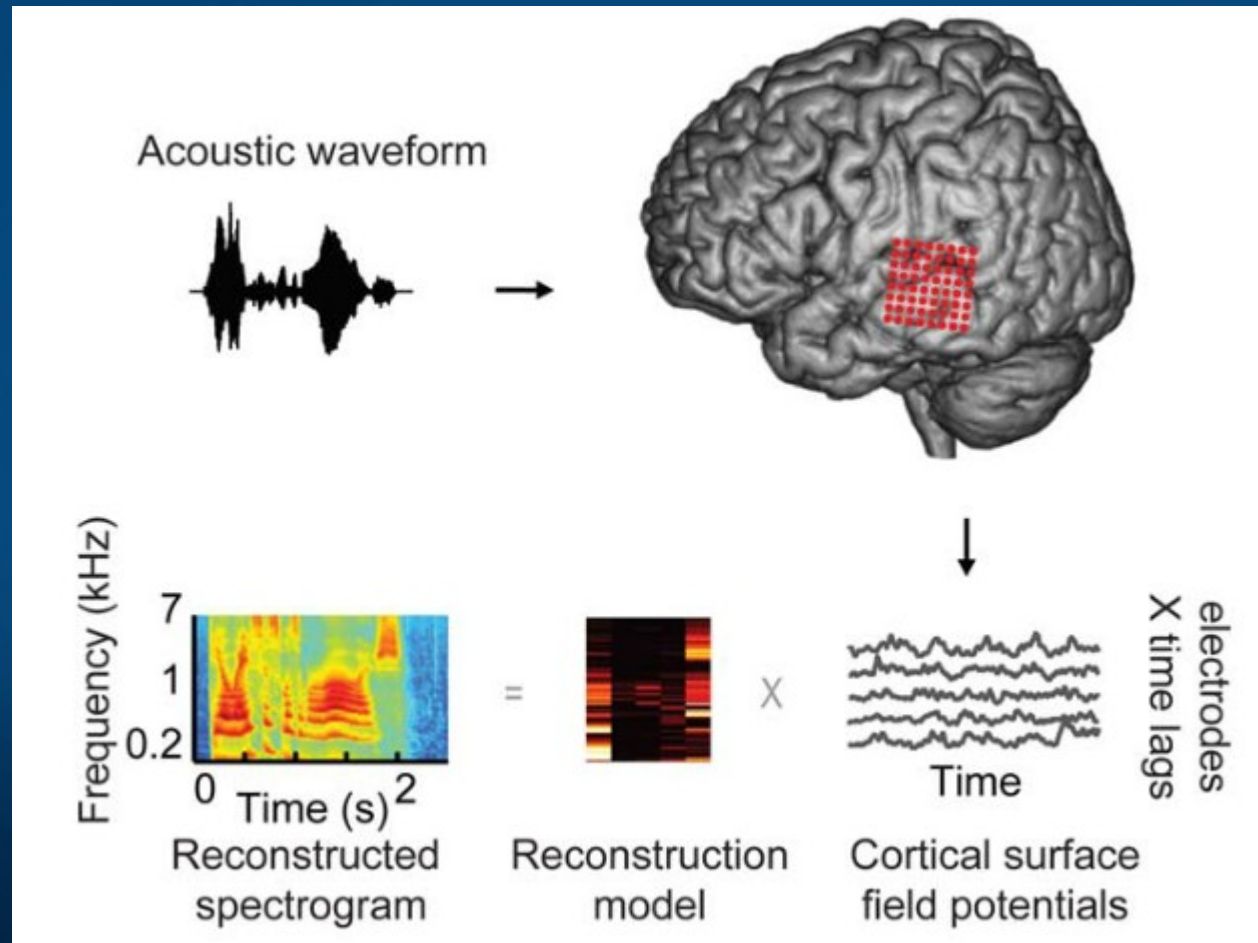 Acoustic waveform
Frequency (kHz)
7
1
0.2
0
2
Time (s)
Reconstructed
spectrogram
=
Reconstruction
model
X
Time
Cortical surface
field potentials
electrodes
X time lags